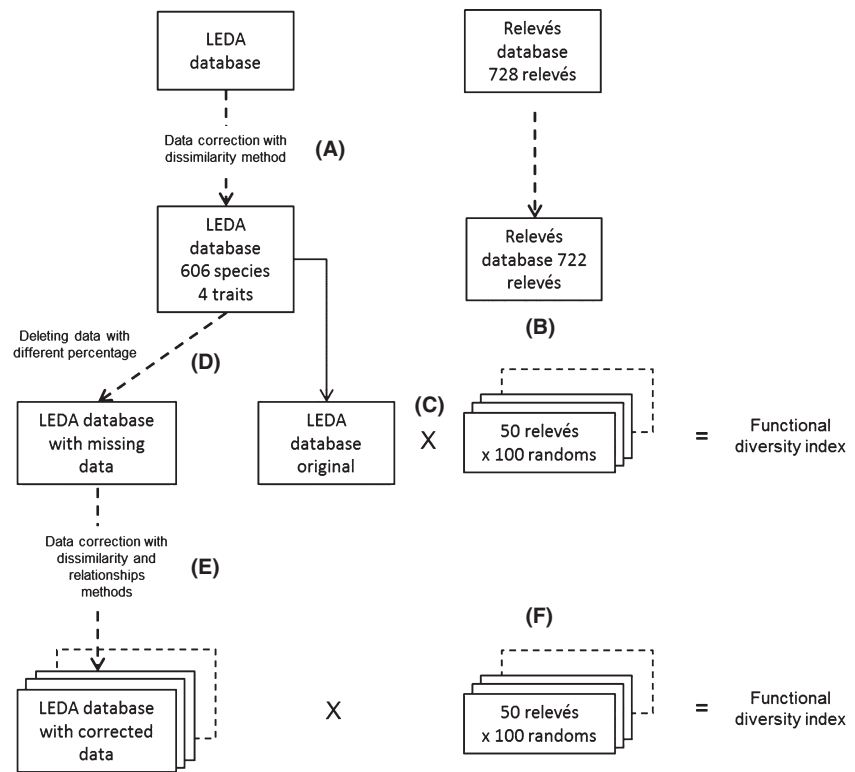 LEDA
database
Relevés
database
728 relevés
Data correction with
dissimilarity method
(A)
LEDA
database
606 species
4 traits
Relevés
database 722
relevés
(B)
Deleting data with
different percentage
(D)
LEDA database
with missing
data
LEDA
database
original
(C)
X
50 relevés
x 100 randoms
=
Functional
diversity index
Data correction with
dissimilarity and
relationships
methods
(E)
(F)
LEDA database
with corrected
data
X
50 relevés
x 100 randoms
=
Functional
diversity index